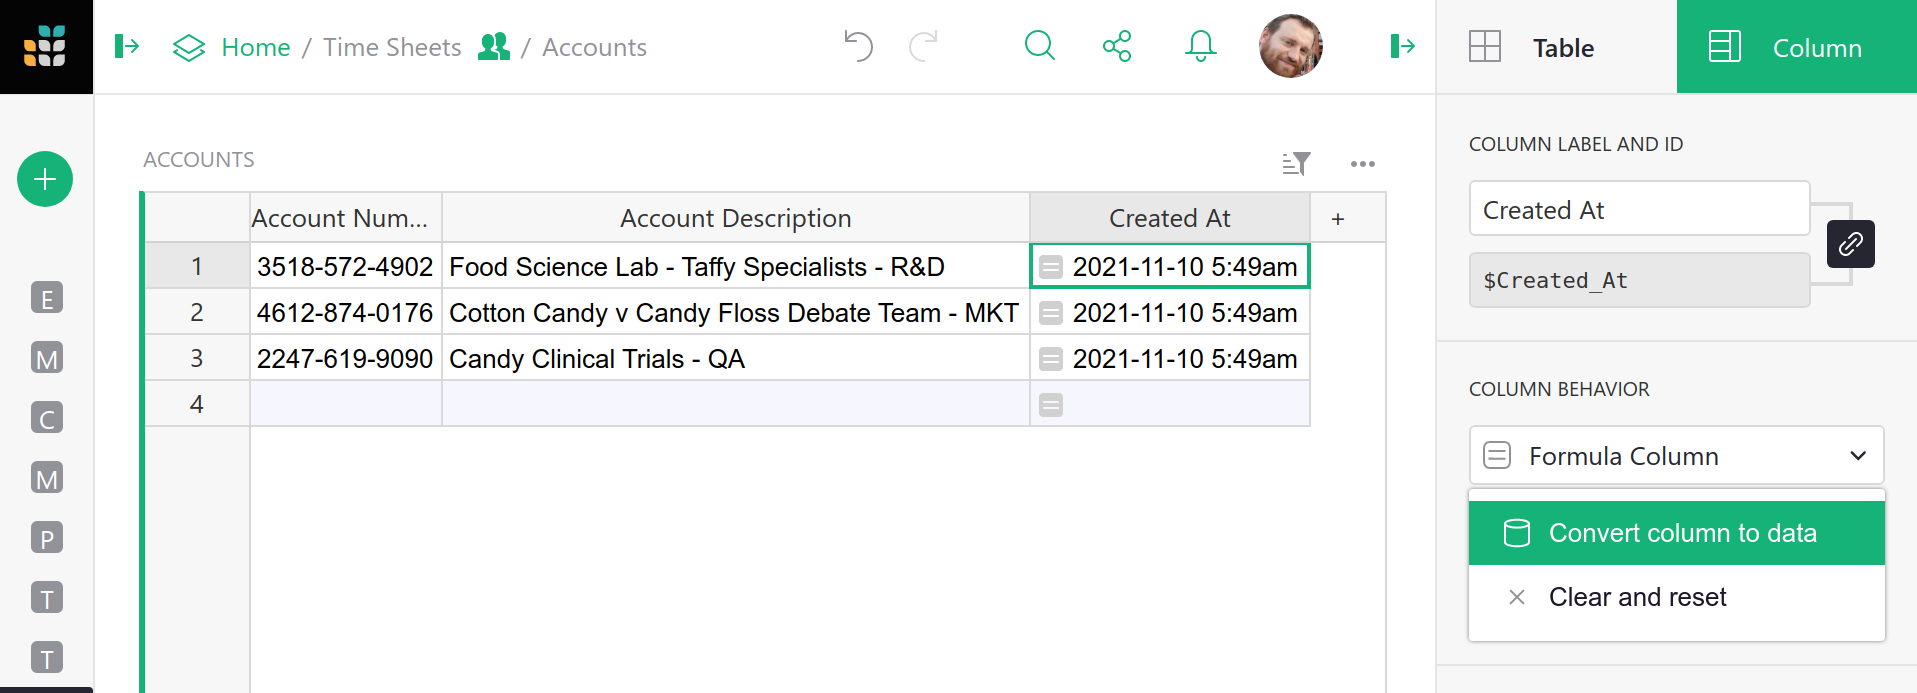 Home / Time Sheets / Accounts
Table
Column
ACCOUNTS
Account Num... Account Description Created At +
1 3518-572-4902 Food Science Lab - Taffy Specialists - R&D 2021-11-10 5:49am
2 4612-874-0176 Cotton Candy v Candy Floss Debate Team - MKT 2021-11-10 5:49am
3 2247-619-9090 Candy Clinical Trials - QA 2021-11-10 5:49am
4
E
M
C
M
P
T
T
COLUMN LABEL AND ID
Created At
$Created_At
COLUMN BEHAVIOR
Formula Column
Convert column to data
Clear and reset